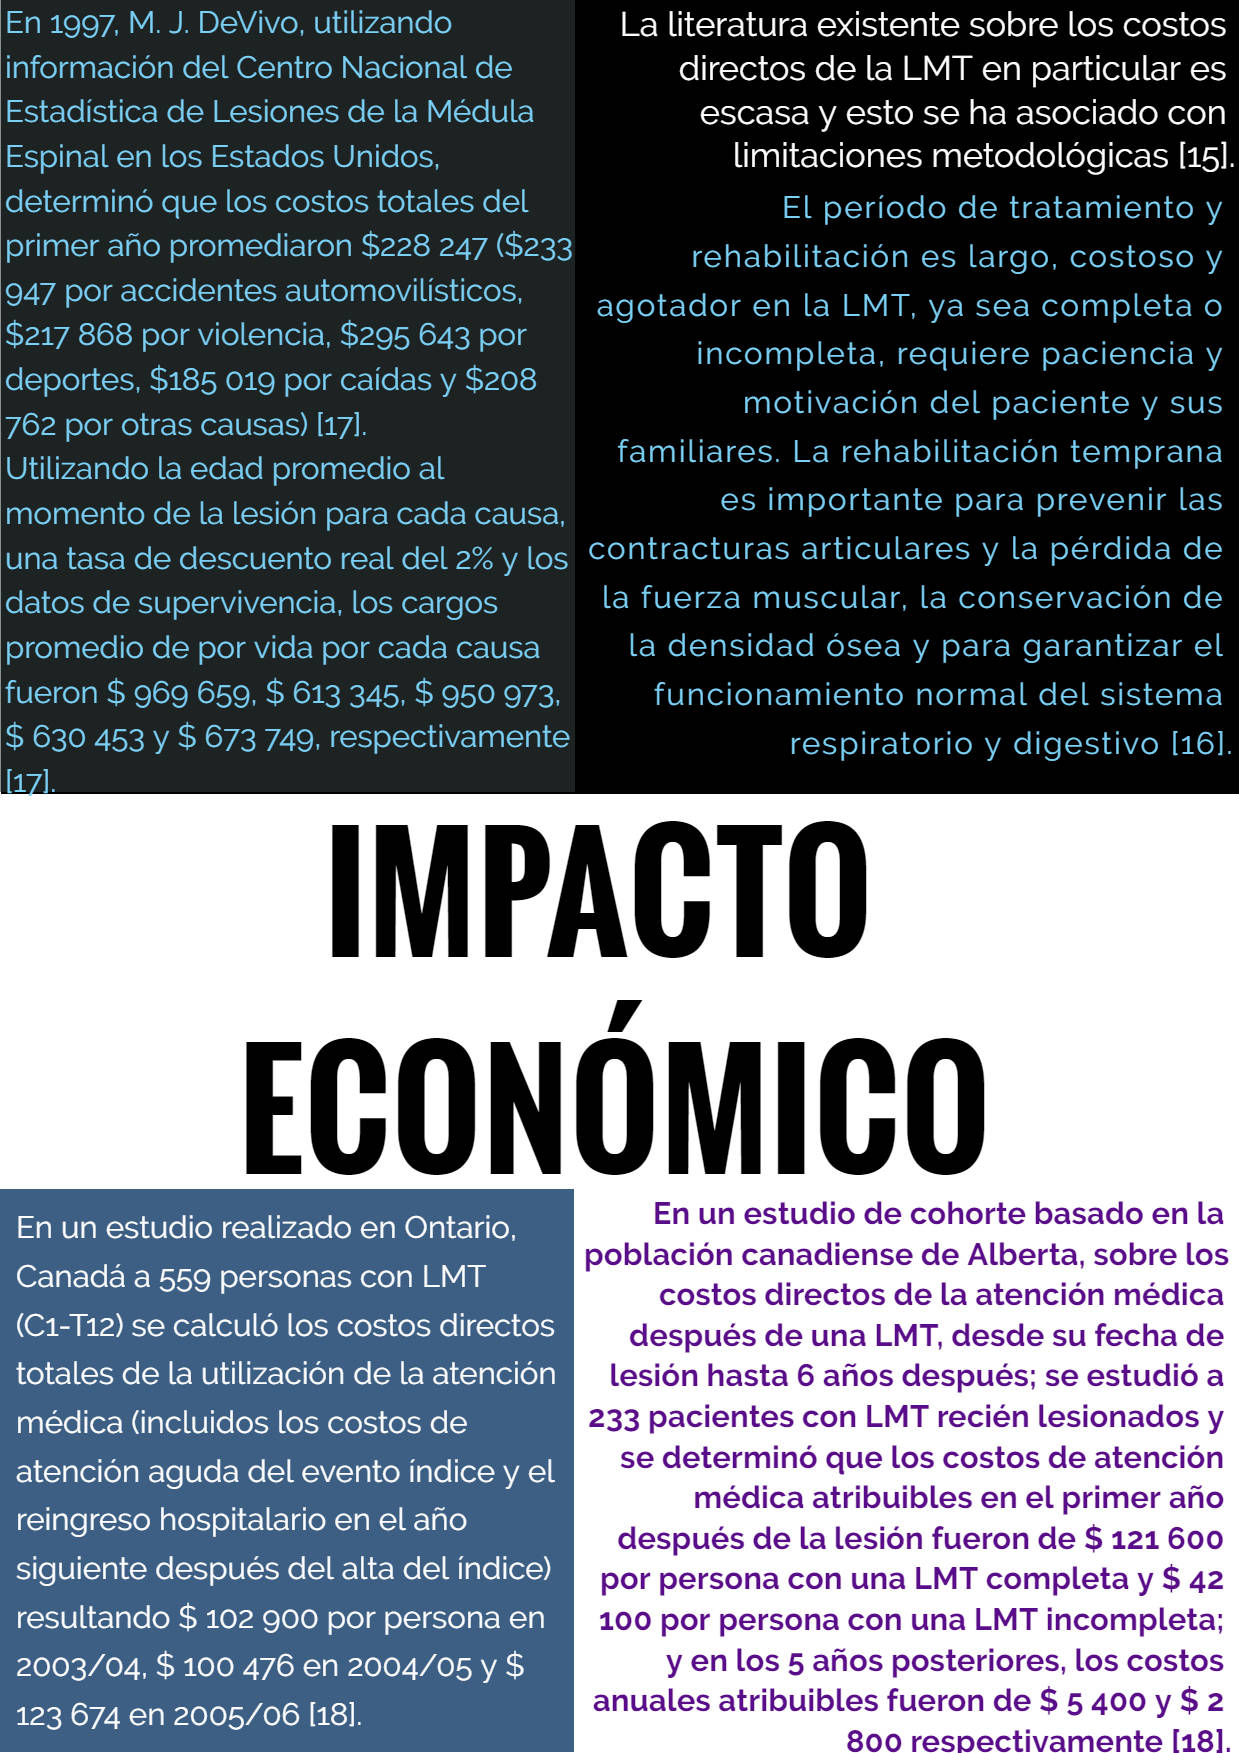 En 1997, M. J. DeVivo, utilizando
información del Centro Nacional de
Estadística de Lesiones de la Médula
Espinal en los Estados Unidos,
determinó que los costos totales del
primer año promediaron $228 247 ($233
947 por accidentes automovilísticos,
$217 868 por violencia, $295 643 por
deportes, $185 019 por caídas y $208
762 por otras causas) [17].
Utilizando la edad promedio al
momento de la lesión para cada causa,
una tasa de descuento real del 2% y los
datos de supervivencia, los cargos
promedio de por vida por cada causa
fueron $ 969 659, $ 613 345, $ 950 973,
$ 630 453 y $ 673 749, respectivamente
[17].
La literatura existente sobre los costos
directos de la LMT en particular es
escasa y esto se ha asociado con
limitaciones metodológicas [15].
El período de tratamiento y
rehabilitación es largo, costoso y
agotador en la LMT, ya sea completa o
incompleta, requiere paciencia y
motivación del paciente y sus
familiares. La rehabilitación temprana
es importante para prevenir las
contracturas articulares y la pérdida de
la fuerza muscular, la conservación de
la densidad ósea y para garantizar el
funcionamiento normal del sistema
respiratorio y digestivo [16].
IMPACTO
ECONÓMICO
En un estudio realizado en Ontario,
Canadá a 559 personas con LMT
(C1-T12) se calculó los costos directos
totales de la utilización de la atención
médica (incluidos los costos de
atención aguda del evento índice y el
reingreso hospitalario en el año
siguiente después del alta del índice)
resultando $ 102 900 por persona en
2003/04, $ 100 476 en 2004/05 y $
123 674 en 2005/06 [18].
En un estudio de cohorte basado en la
población canadiense de Alberta, sobre los
costos directos de la atención médica
después de una LMT, desde su fecha de
lesión hasta 6 años después; se estudió a
233 pacientes con LMT recién lesionados y
se determinó que los costos de atención
médica atribuibles en el primer año
después de la lesión fueron de $ 121 600
por persona con una LMT completa y $ 42
100 por persona con una LMT incompleta;
y en los 5 años posteriores, los costos
anuales atribuibles fueron de $ 5 400 y $ 2
800 respectivamente [18].